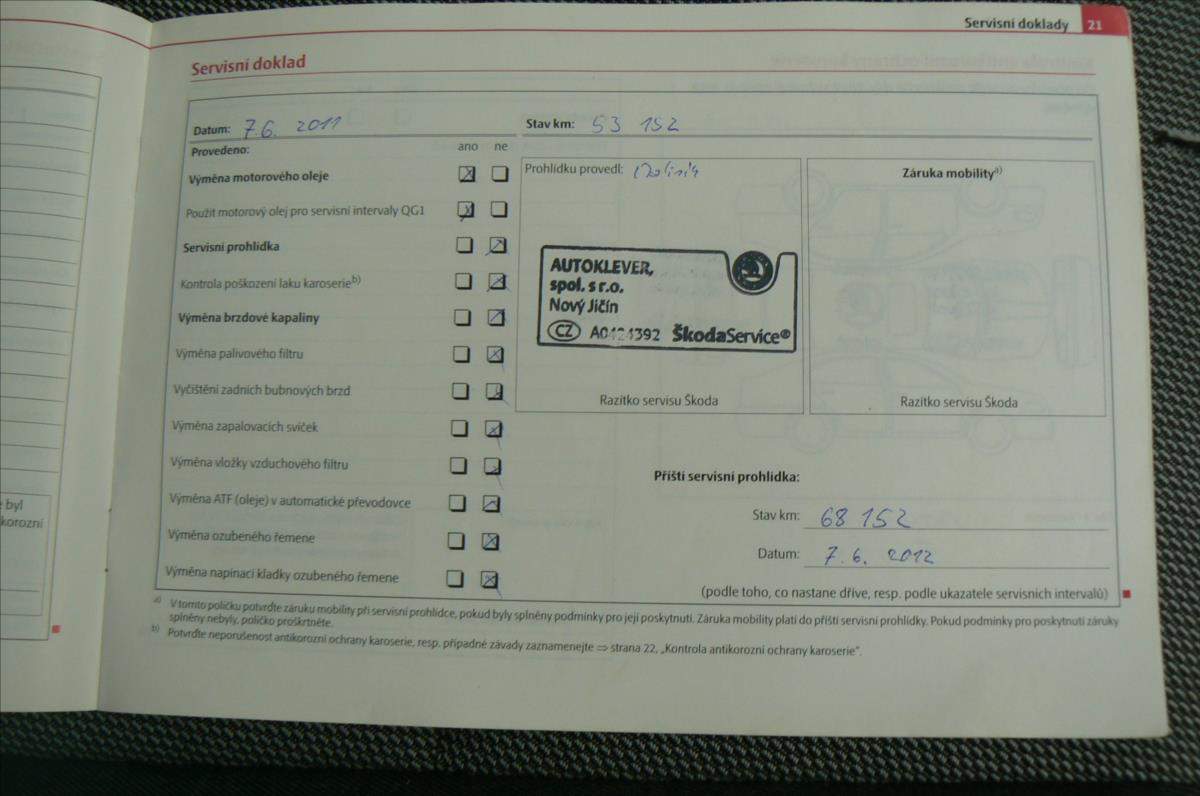 Servisní doklady 21
Servisní doklad
Datum: 7.6. 2011 Stav km: 53 152
Provedeno: ano ne
Výměna motorového oleje
Použit motorový olej pro servisní intervaly QG1
Servisní prohlídka
Kontrola poškození laku karoserie b)
Výměna brzdové kapaliny
Výměna palivového filtru
Vyčištění zadních bubnových brzd
Výměna zapalovacích svíček
Výměna vložky vzduchového filtru
Výměna ATF (oleje) v automatické převodovce
Výměna ozubeného řemene
Výměna napínací kladky ozubeného řemene
Prohlídku provedl:
AUTOKLEVER,
spol. s r.o.
Nový Jičín
CZ A0424392 ŠkodaService®
Razítko servisu Škoda
Záruka mobility a)
Razítko servisu Škoda
Příští servisní prohlídka:
Stav km: 68 152
Datum: 7.6. 2012
(podle toho, co nastane dříve, resp. podle ukazatele servisních intervalů)
a) V tomto políčku potvrďte záruku mobility při servisní prohlídce, pokud byly splněny podmínky pro její poskytnutí. Záruka mobility platí do příští servisní prohlídky. Pokud podmínky pro poskytnutí záruky
splněny nebyly, políčko proškrtněte.
b) Potvrďte neporušenost antikorozní ochrany karoserie, resp. případné závady zaznamenejte ⇒ strana 22, „Kontrola antikorozní ochrany karoserie“.
byl
korozní